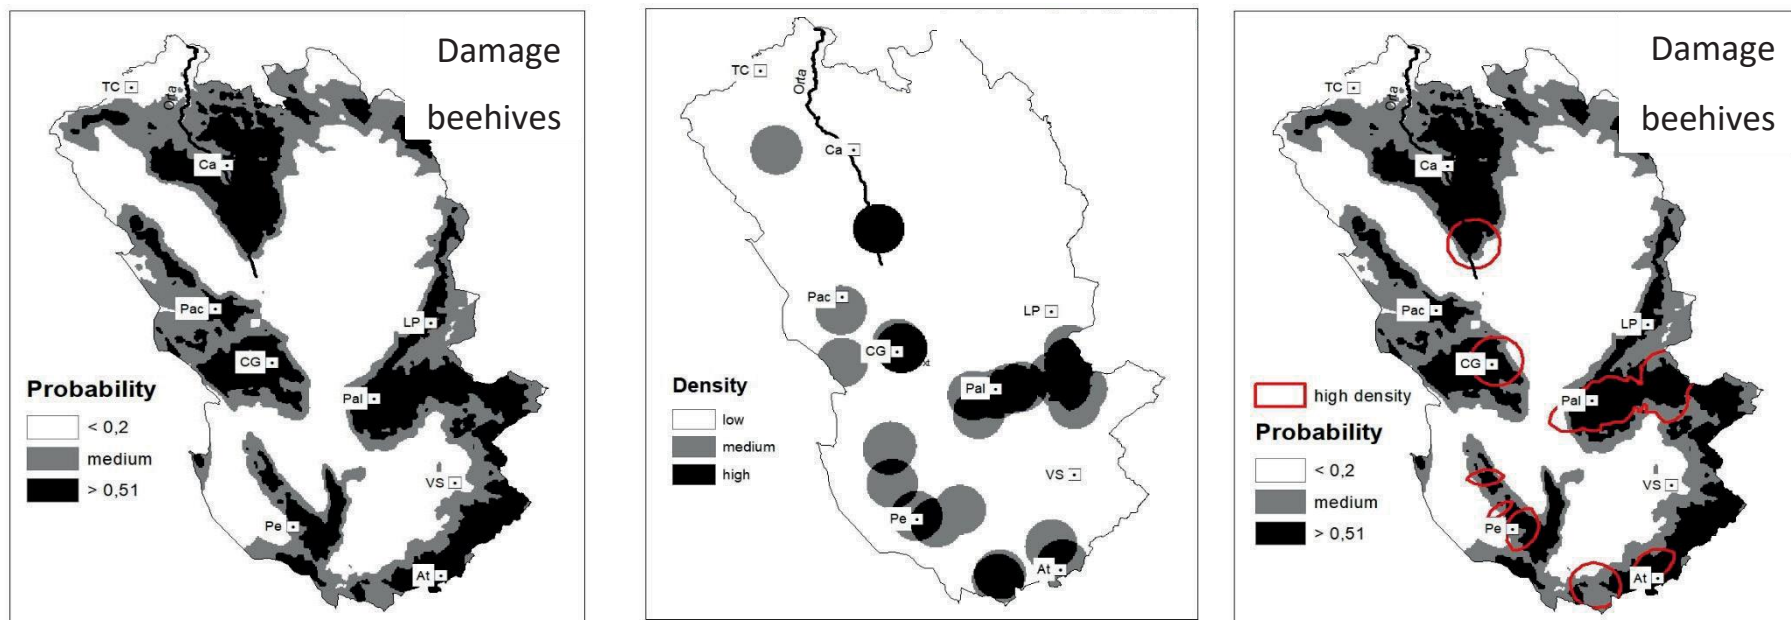 Damage
beehives
TC
Orta
Ca
Pac
LP
CG
Probability
Pal
< 0,2
medium
VS
> 0,51
Pe
At
TC
Orta
Ca
Pac
LP
CG
Density
Pal
low
medium
high
VS
Pe
At
Damage
beehives
TC
Orta
Ca
Pac
LP
CG
high density
Pal
Probability
< 0,2
medium
VS
> 0,51
Pe
At